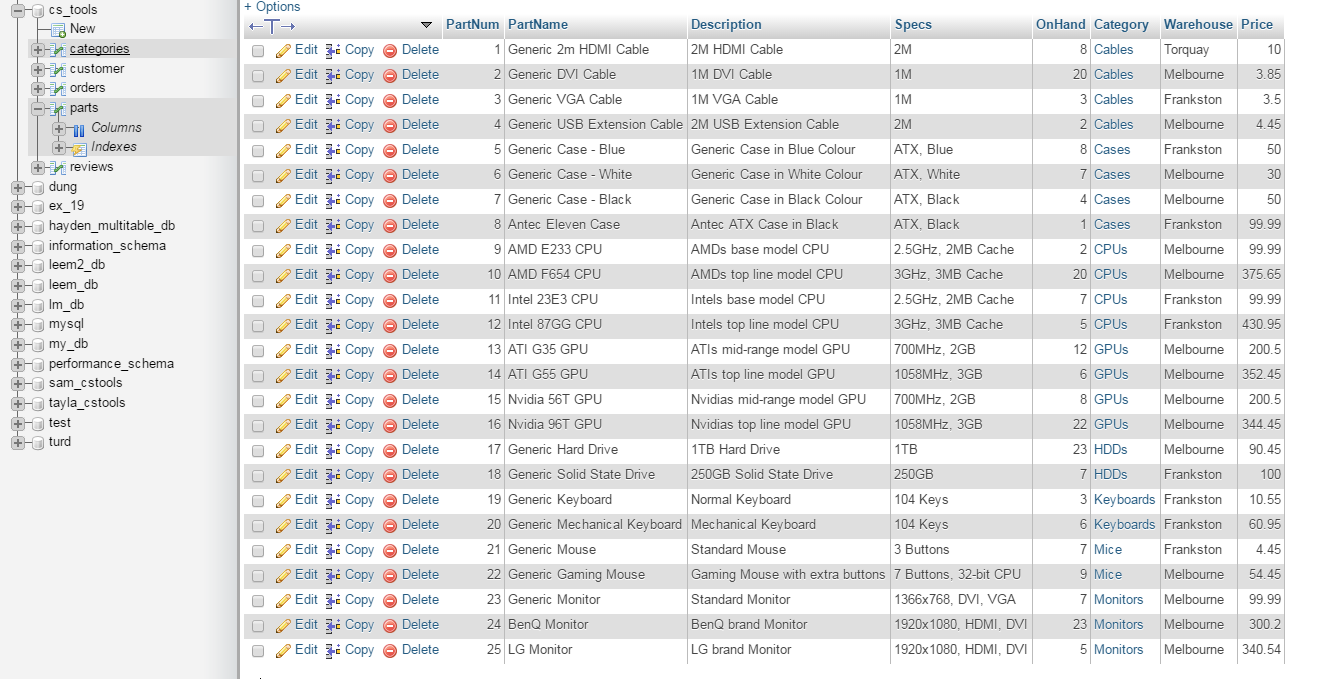 cs_tools
New
categories
customer
orders
parts
Columns
Indexes
reviews
dung
ex_19
hayden_multitable_db
information_schema
leem2_db
leem_db
lm_db
mysql
my_db
performance_schema
sam_cstools
tayla_cstools
test
turd
+ Options
←T→ PartNum PartName Description Specs OnHand Category Warehouse Price
Edit Copy Delete 1 Generic 2m HDMI Cable 2M HDMI Cable 2M 8 Cables Torquay 10
Edit Copy Delete 2 Generic DVI Cable 1M DVI Cable 1M 20 Cables Melbourne 3.85
Edit Copy Delete 3 Generic VGA Cable 1M VGA Cable 1M 3 Cables Frankston 3.5
Edit Copy Delete 4 Generic USB Extension Cable 2M USB Extension Cable 2M 2 Cables Melbourne 4.45
Edit Copy Delete 5 Generic Case - Blue Generic Case in Blue Colour ATX, Blue 8 Cases Frankston 50
Edit Copy Delete 6 Generic Case - White Generic Case in White Colour ATX, White 7 Cases Melbourne 30
Edit Copy Delete 7 Generic Case - Black Generic Case in Black Colour ATX, Black 4 Cases Melbourne 50
Edit Copy Delete 8 Antec Eleven Case Antec ATX Case in Black ATX, Black 1 Cases Frankston 99.99
Edit Copy Delete 9 AMD E233 CPU AMDs base model CPU 2.5GHz, 2MB Cache 2 CPUs Melbourne 99.99
Edit Copy Delete 10 AMD F654 CPU AMDs top line model CPU 3GHz, 3MB Cache 20 CPUs Melbourne 375.65
Edit Copy Delete 11 Intel 23E3 CPU Intels base model CPU 2.5GHz, 2MB Cache 7 CPUs Frankston 99.99
Edit Copy Delete 12 Intel 87GG CPU Intels top line model CPU 3GHz, 3MB Cache 5 CPUs Frankston 430.95
Edit Copy Delete 13 ATI G35 GPU ATIs mid-range model GPU 700MHz, 2GB 12 GPUs Melbourne 200.5
Edit Copy Delete 14 ATI G55 GPU ATIs top line model GPU 1058MHz, 3GB 6 GPUs Melbourne 352.45
Edit Copy Delete 15 Nvidia 56T GPU Nvidias mid-range model GPU 700MHz, 2GB 8 GPUs Melbourne 200.5
Edit Copy Delete 16 Nvidia 96T GPU Nvidias top line model GPU 1058MHz, 3GB 22 GPUs Melbourne 344.45
Edit Copy Delete 17 Generic Hard Drive 1TB Hard Drive 1TB 23 HDDs Melbourne 90.45
Edit Copy Delete 18 Generic Solid State Drive 250GB Solid State Drive 250GB 7 HDDs Frankston 100
Edit Copy Delete 19 Generic Keyboard Normal Keyboard 104 Keys 3 Keyboards Frankston 10.55
Edit Copy Delete 20 Generic Mechanical Keyboard Mechanical Keyboard 104 Keys 6 Keyboards Frankston 60.95
Edit Copy Delete 21 Generic Mouse Standard Mouse 3 Buttons 7 Mice Frankston 4.45
Edit Copy Delete 22 Generic Gaming Mouse Gaming Mouse with extra buttons 7 Buttons, 32-bit CPU 9 Mice Melbourne 54.45
Edit Copy Delete 23 Generic Monitor Standard Monitor 1366x768, DVI, VGA 7 Monitors Melbourne 99.99
Edit Copy Delete 24 BenQ Monitor BenQ brand Monitor 1920x1080, HDMI, DVI 23 Monitors Melbourne 300.2
Edit Copy Delete 25 LG Monitor LG brand Monitor 1920x1080, HDMI, DVI 5 Monitors Melbourne 340.54